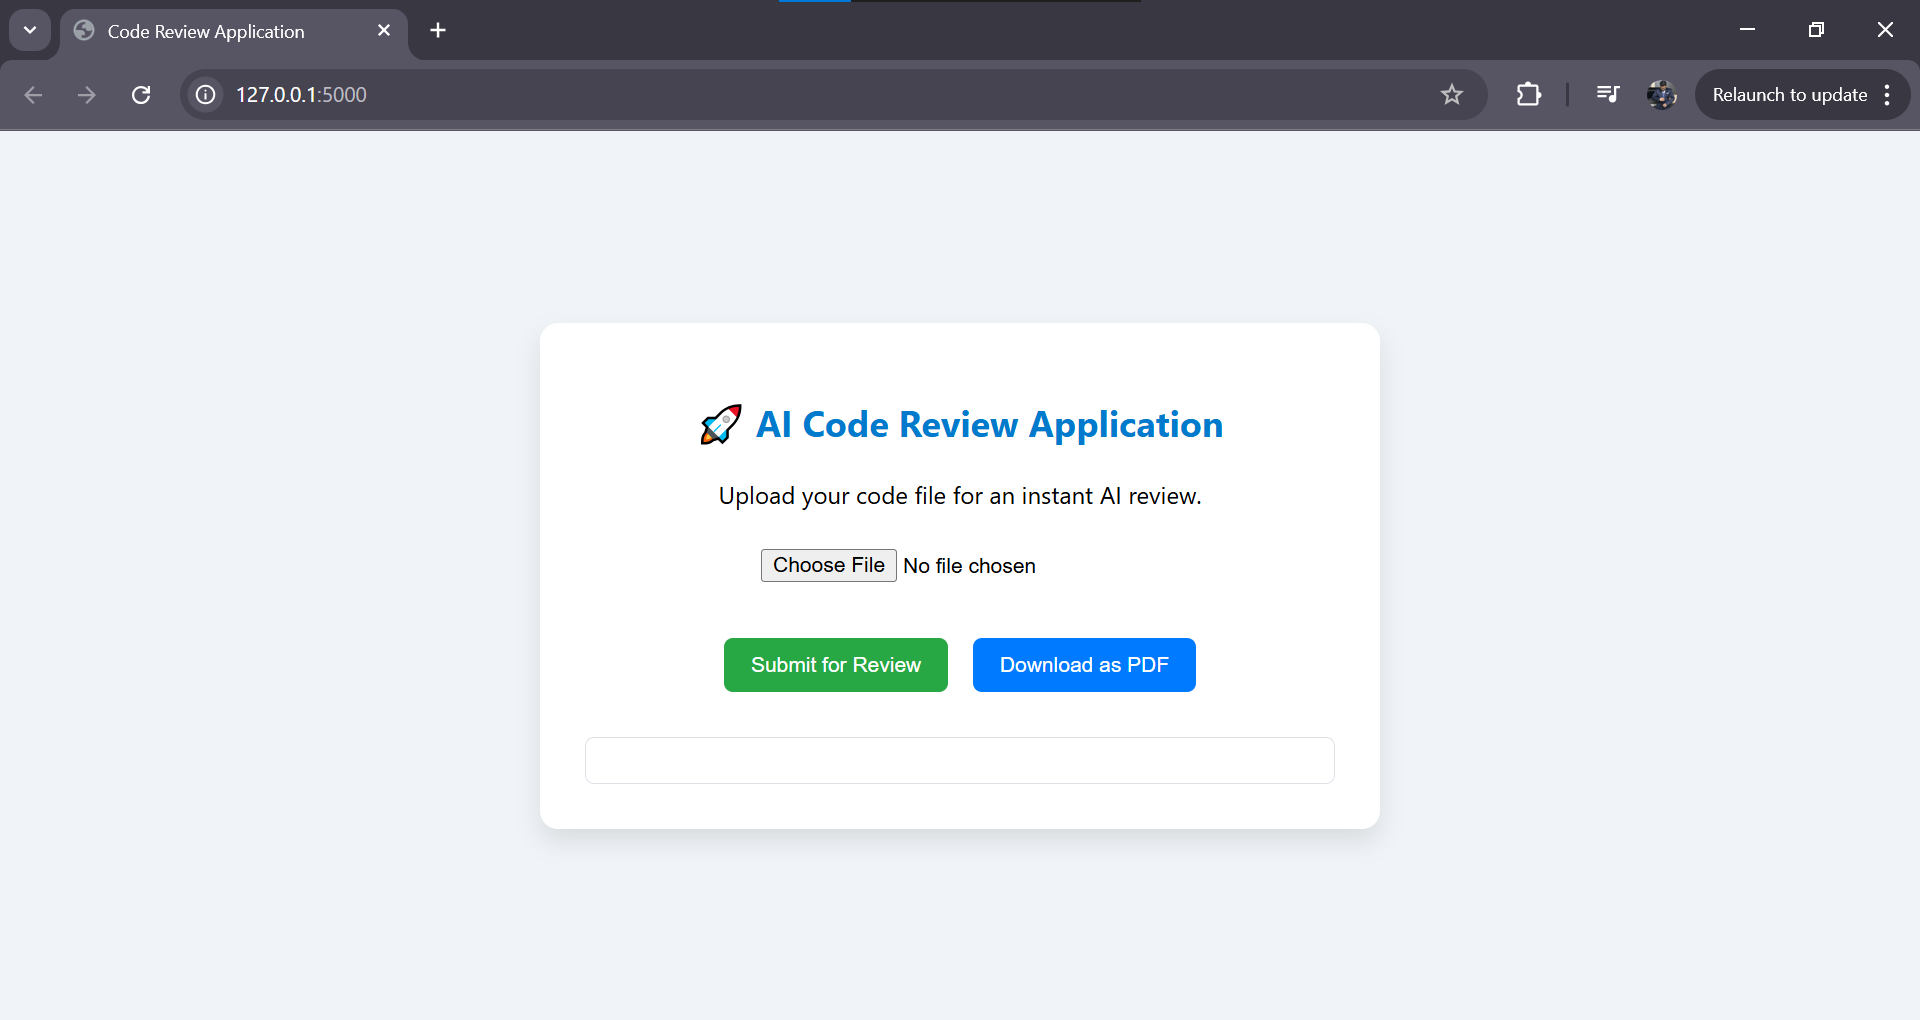 Code Review Application
127.0.0.1:5000
Relaunch to update
🚀 AI Code Review Application
Upload your code file for an instant AI review.
Choose File No file chosen
Submit for Review Download as PDF